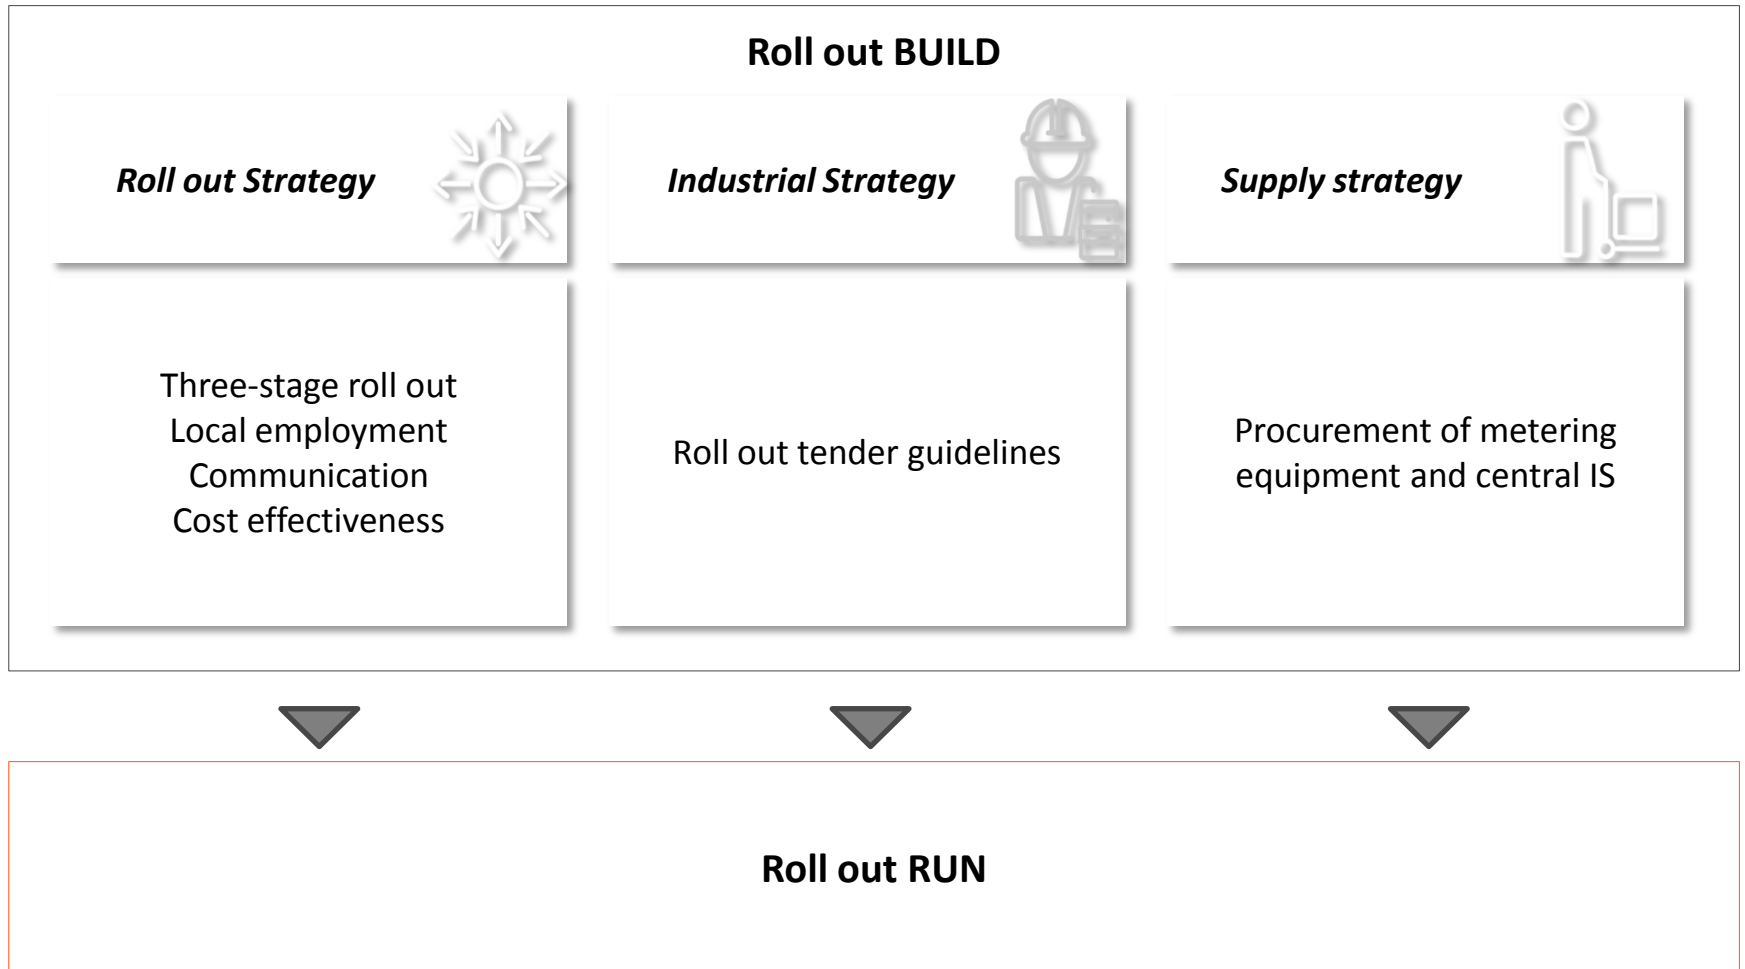 Roll out BUILD
Roll out Strategy
Industrial Strategy
Supply strategy
Three-stage roll out
Local employment
Communication
Cost effectiveness
Roll out tender guidelines
Procurement of metering
equipment and central IS
Roll out RUN